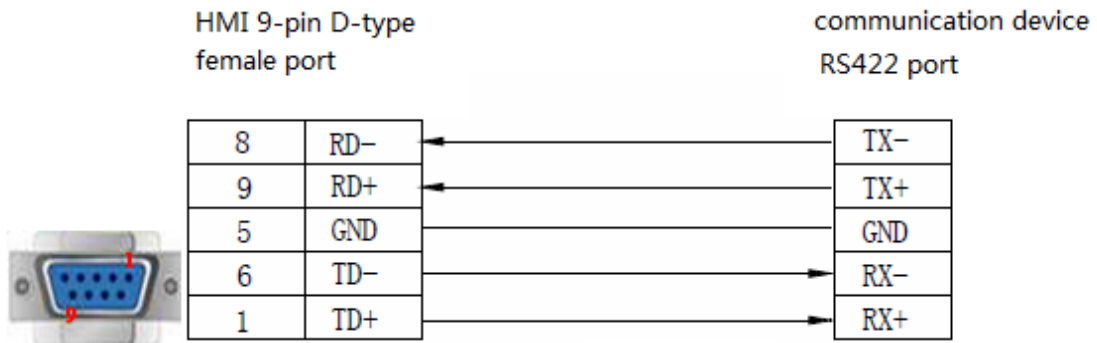 HMI 9-pin D-type
female port
communication device
RS422 port
8 RD- TX-
9 RD+ TX+
5 GND GND
6 TD- RX-
1 TD+ RX+
1
9